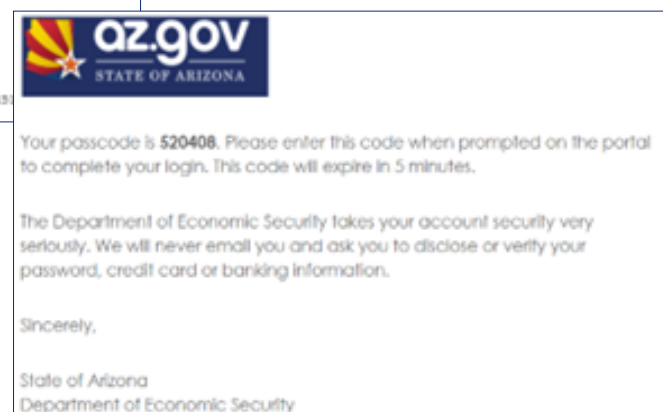 az.gov
STATE OF ARIZONA
Your passcode is 520408. Please enter this code when prompted on the portal
to complete your login. This code will expire in 5 minutes.
The Department of Economic Security takes your account security very
seriously. We will never email you and ask you to disclose or verify your
password, credit card or banking information.
Sincerely,
State of Arizona
Department of Economic Security